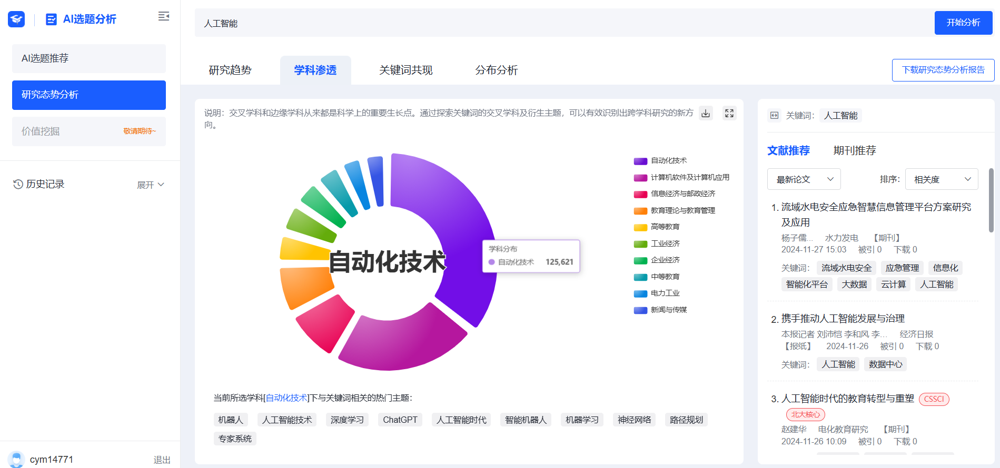 AI选题分析
AI选题推荐
研究态势分析
价值挖掘 敬请期待~
历史记录 展开
cym14771 退出
人工智能 开始分析
研究趋势 学科渗透 关键词共现 分布分析 下载研究态势分析报告
说明：交叉学科和边缘学科从来都是科学上的重要生长点。通过探索关键词的交叉学科及衍生主题，可以有效识别出跨学科研究的新方
向。
自动化技术
学科分布
自动化技术 125,621
自动化技术
计算机软件及计算机应用
信息经济与邮政经济
教育理论与教育管理
高等教育
工业经济
企业经济
中等教育
电力工业
新闻与传媒
当前所选学科[自动化技术]下与关键词相关的热门主题：
机器人 人工智能技术 深度学习 ChatGPT 人工智能时代 智能机器人 机器学习 神经网络 路径规划
专家系统
关键词： 人工智能
文献推荐 期刊推荐
最新论文 排序： 相关度
1. 流域水电安全应急智慧信息管理平台方案研究
及应用
杨子儒... 水力发电 【期刊】
2024-11-27 15:03 被引 0 下载 0
关键词： 流域水电安全 应急管理 信息化
智能化平台 大数据 云计算 人工智能
2. 携手推动人工智能发展与治理
本报记者 刘沛恺 李和风 李... 经济日报
【报纸】 2024-11-26 被引 0 下载 0
关键词： 人工智能 数据中心
3. 人工智能时代的教育转型与重塑 CSSCI
北大核心
赵建华 电化教育研究 【期刊】
2024-11-26 10:09 被引 0 下载 0